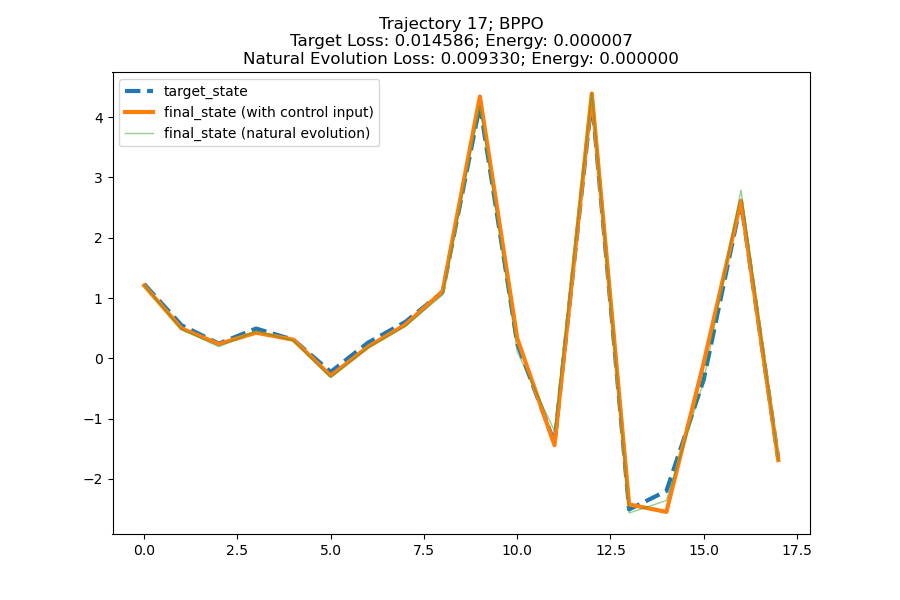 Trajectory 17; BPPO
Target Loss: 0.014586; Energy: 0.000007
Natural Evolution Loss: 0.009330; Energy: 0.000000
target_state
final_state (with control input)
final_state (natural evolution)
4
3
2
1
0
−1
−2
0.0 2.5 5.0 7.5 10.0 12.5 15.0 17.5